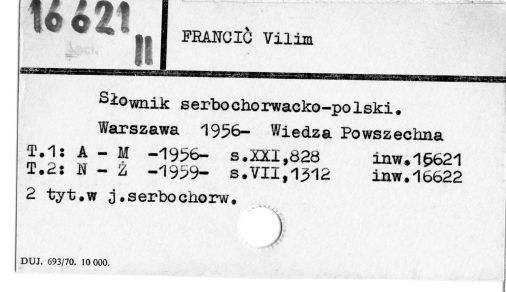 16621
II
FRANCIČ Vilim
Słownik serbochorwacko-polski.
Warszawa 1956- Wiedza Powszechna
T.1: A - M -1956- s.XXI,828 inw.16621
T.2: N - Ż -1959- s.VII,1312 inw.16622
2 tyt.w j.serbochorw.
DUJ. 693/70. 10 000.